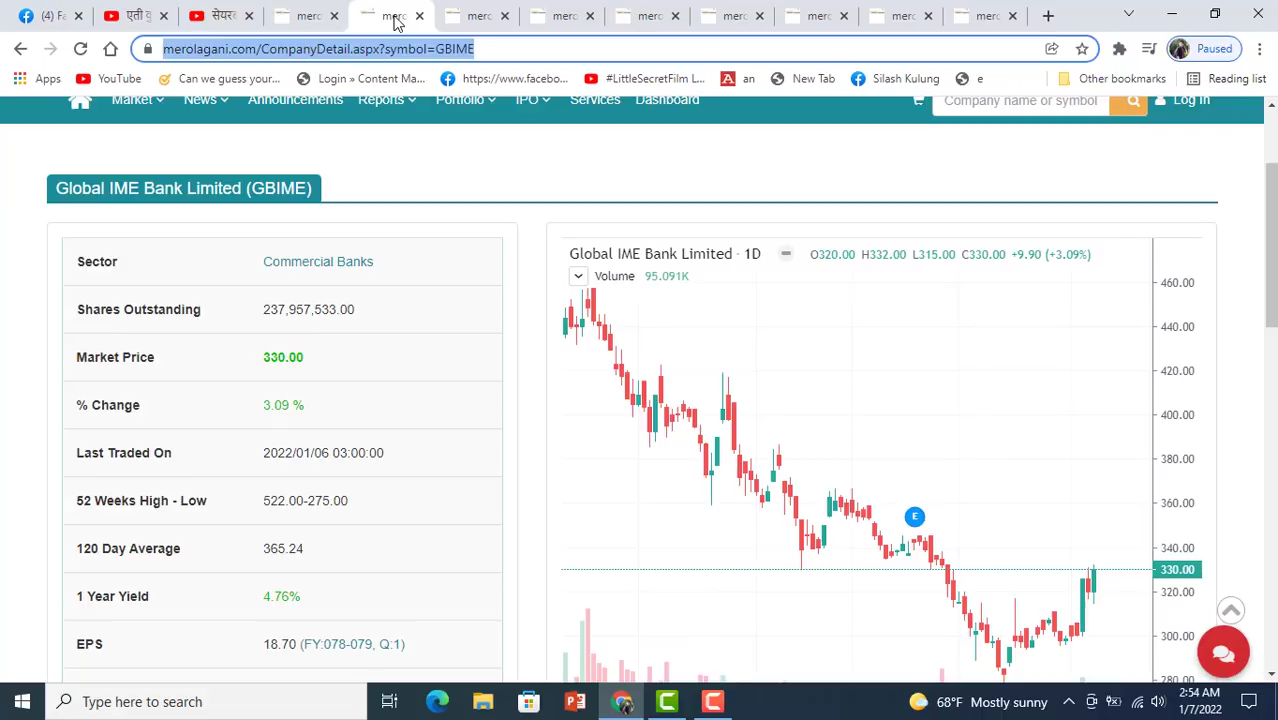 (4) Fa
एती व
सेयर
merc
merc
merc
merc
merc
merc
merc
merc
merolagani.com/CompanyDetail.aspx?symbol=GBIME
Paused
Apps
YouTube
Can we guess your...
Login » Content Ma...
https://www.facebo...
#LittleSecretFilm L...
an
New Tab
Silash Kulung
e
Other bookmarks
Reading list
Market
News
Announcements
Reports
Portfolio
IPO
Services
Dashboard
Company name or symbol
Log In
Global IME Bank Limited (GBIME)
Sector Commercial Banks
Shares Outstanding 237,957,533.00
Market Price 330.00
% Change 3.09 %
Last Traded On 2022/01/06 03:00:00
52 Weeks High - Low 522.00-275.00
120 Day Average 365.24
1 Year Yield 4.76%
EPS 18.70 (FY:078-079, Q:1)
Global IME Bank Limited · 1D O320.00 H332.00 L315.00 C330.00 +9.90 (+3.09%)
Volume 95.091K
460.00
440.00
420.00
400.00
380.00
360.00
E
340.00
330.00
320.00
300.00
280.00
Type here to search
68°F Mostly sunny
2:54 AM
1/7/2022